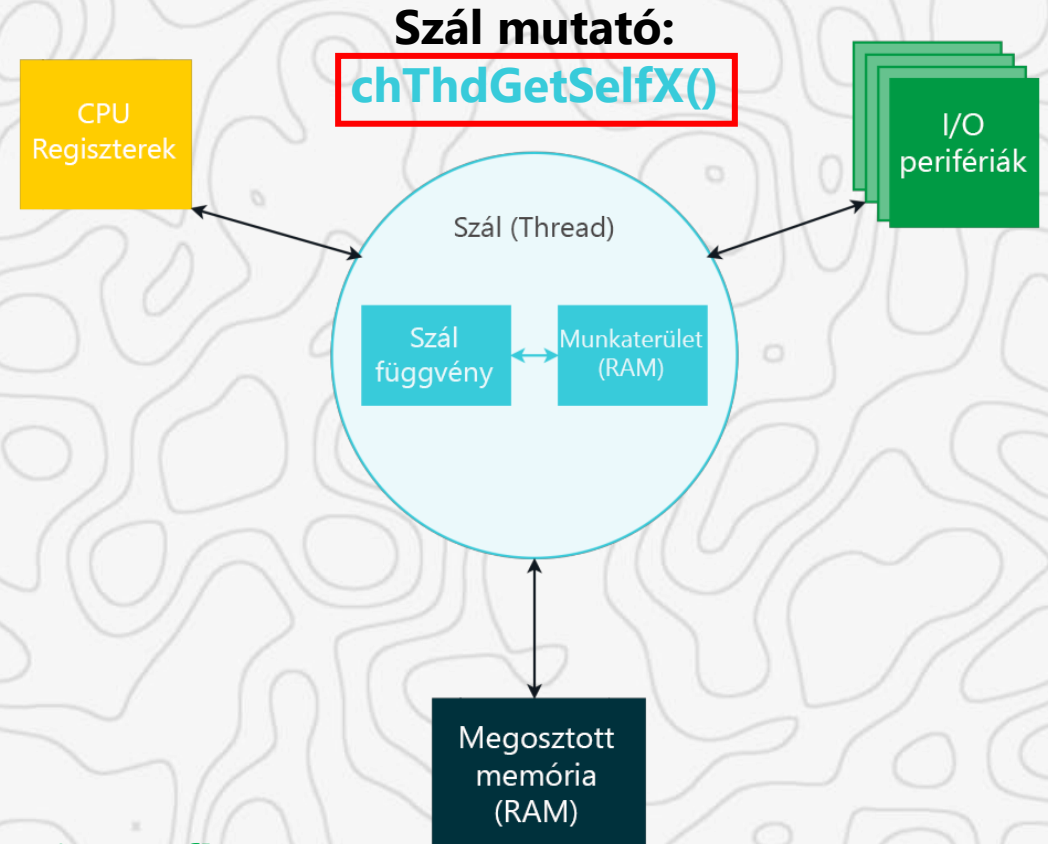 Szál mutató:
chThdGetSelfX()
CPU
Regiszterek
I/O
perifériák
Szál (Thread)
Szál
függvény
Munkaterület
(RAM)
Megosztott
memória
(RAM)